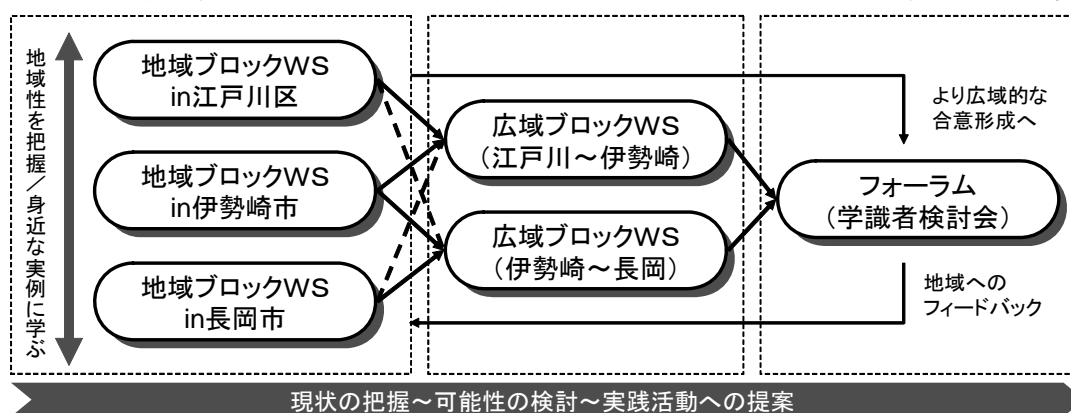 地域性を把握／身近な実例に学ぶ
地域ブロックWS
in江戸川区
地域ブロックWS
in伊勢崎市
地域ブロックWS
in長岡市
広域ブロックWS
（江戸川～伊勢崎）
広域ブロックWS
（伊勢崎～長岡）
より広域的な
合意形成へ
フォーラム
（学識者検討会）
地域への
フィードバック
現状の把握～可能性の検討～実践活動への提案